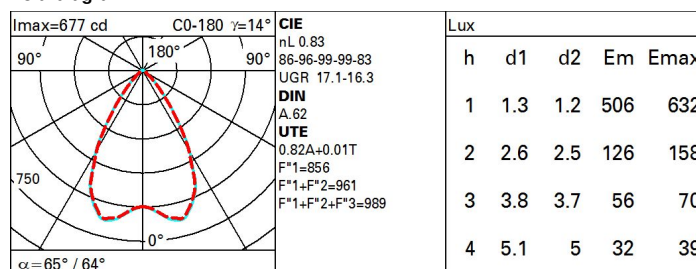 Imax=677 cd C0-180 γ=14°
90° 180° 90°
750
0°
α=65° / 64°
CIE
nL 0.83
86-96-99-99-83
UGR 17.1-16.3
DIN
A.62
UTE
0.82A+0.01T
F"1=856
F"1+F"2=961
F"1+F"2+F"3=989
Lux
h d1 d2 Em Emax
1 1.3 1.2 506 632
2 2.6 2.5 126 158
3 3.8 3.7 56 70
4 5.1 5 32 39